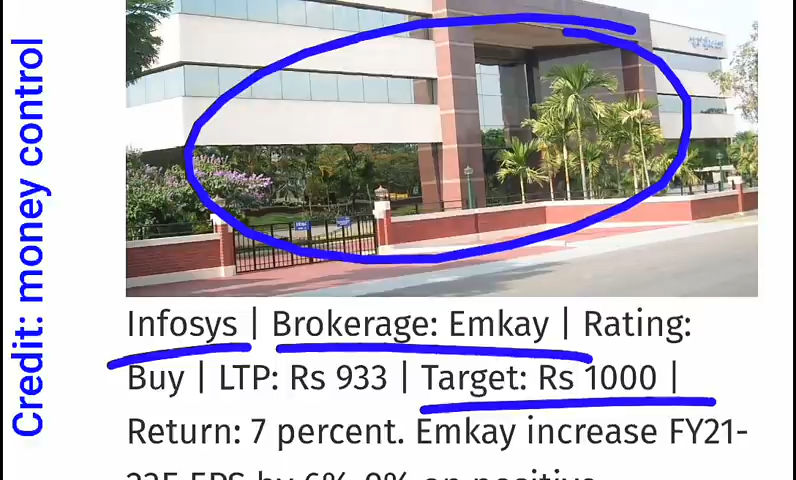 Credit: money control
Infosys | Brokerage: Emkay | Rating:
Buy | LTP: Rs 933 | Target: Rs 1000 |
Return: 7 percent. Emkay increase FY21-